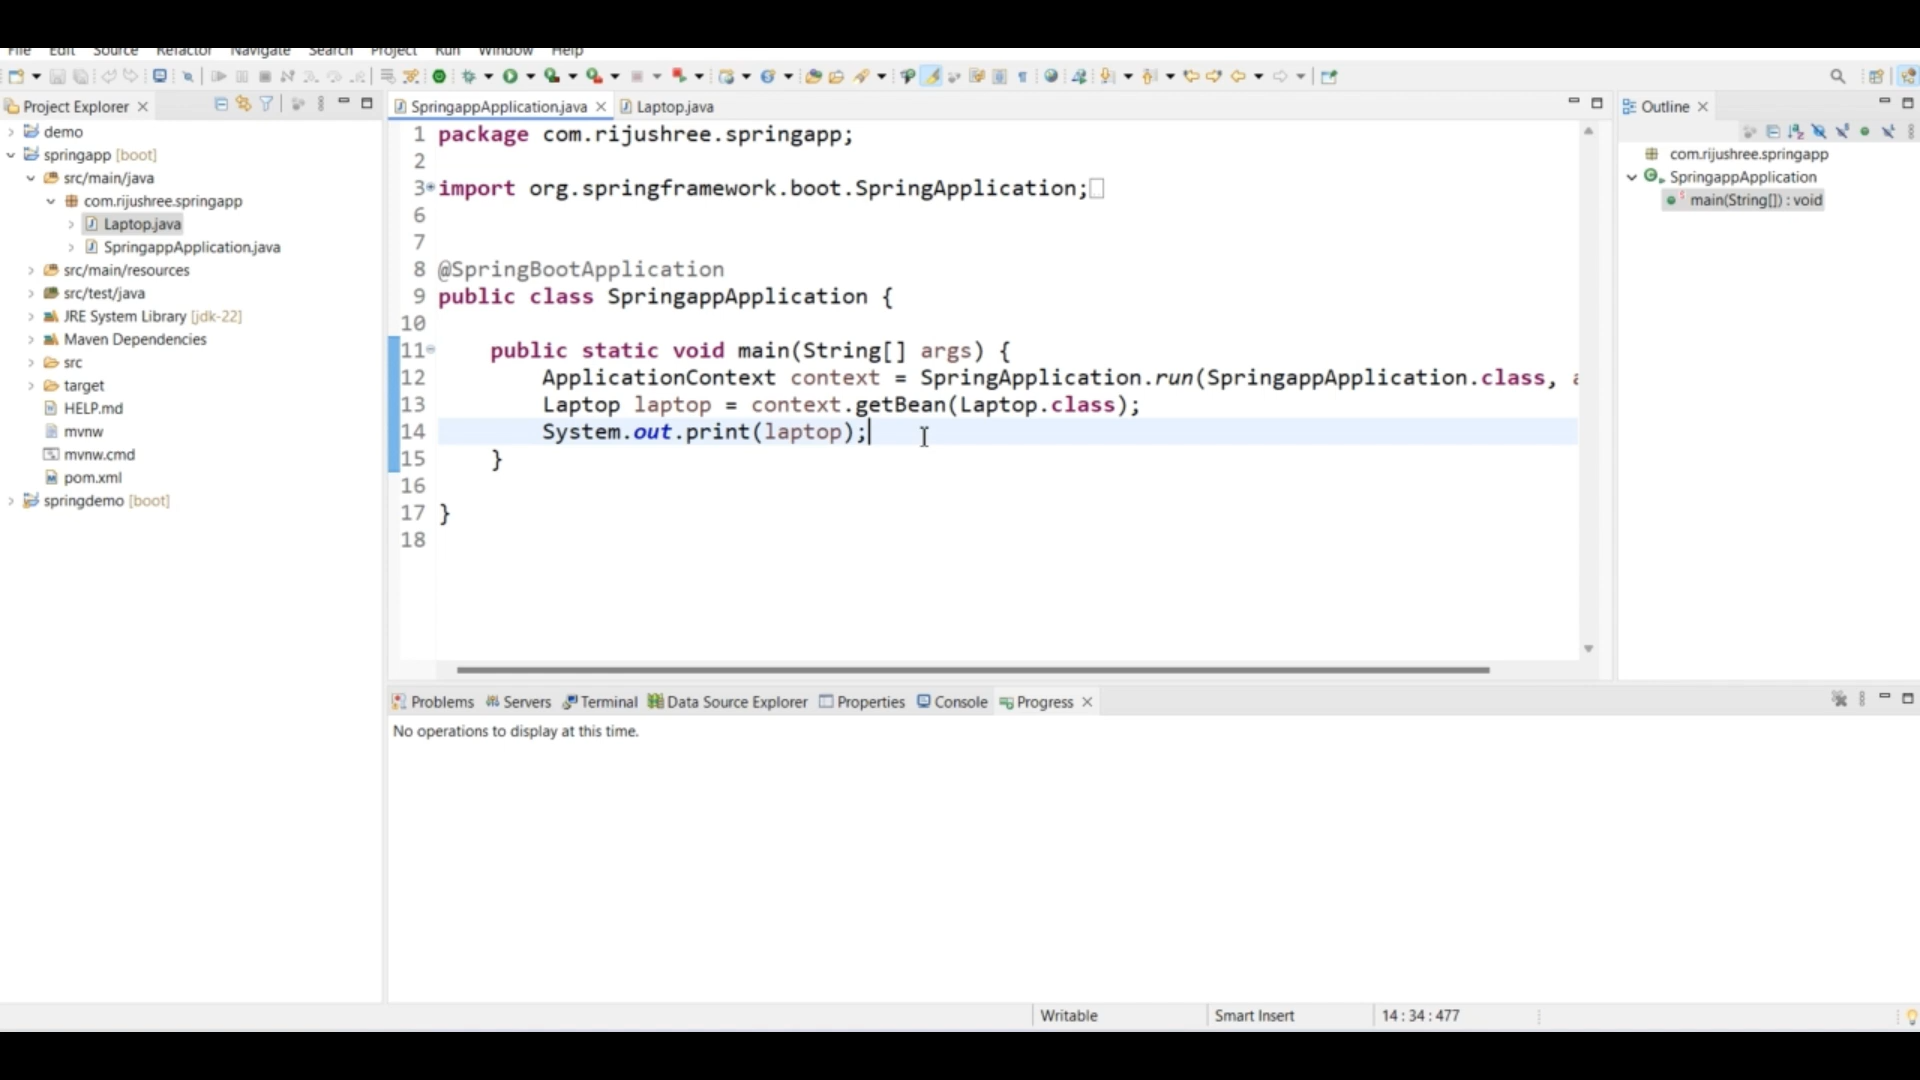 File Edit Source Refactor Navigate Search Project Run Window Help
Project Explorer
demo
springapp [boot]
src/main/java
com.rijushree.springapp
Laptop.java
SpringappApplication.java
src/main/resources
src/test/java
JRE System Library [jdk-22]
Maven Dependencies
src
target
HELP.md
mvnw
mvnw.cmd
pom.xml
springdemo [boot]
SpringappApplication.java Laptop.java
1 package com.rijushree.springapp;
2
3 import org.springframework.boot.SpringApplication;
6
7
8 @SpringBootApplication
9 public class SpringappApplication {
10
11 public static void main(String[] args) {
12 ApplicationContext context = SpringApplication.run(SpringappApplication.class,
13 Laptop laptop = context.getBean(Laptop.class);
14 System.out.print(laptop);
15 }
16
17 }
18
Outline
com.rijushree.springapp
SpringappApplication
main(String[]) : void
Problems Servers Terminal Data Source Explorer Properties Console Progress
No operations to display at this time.
Writable Smart Insert 14 : 34 : 477